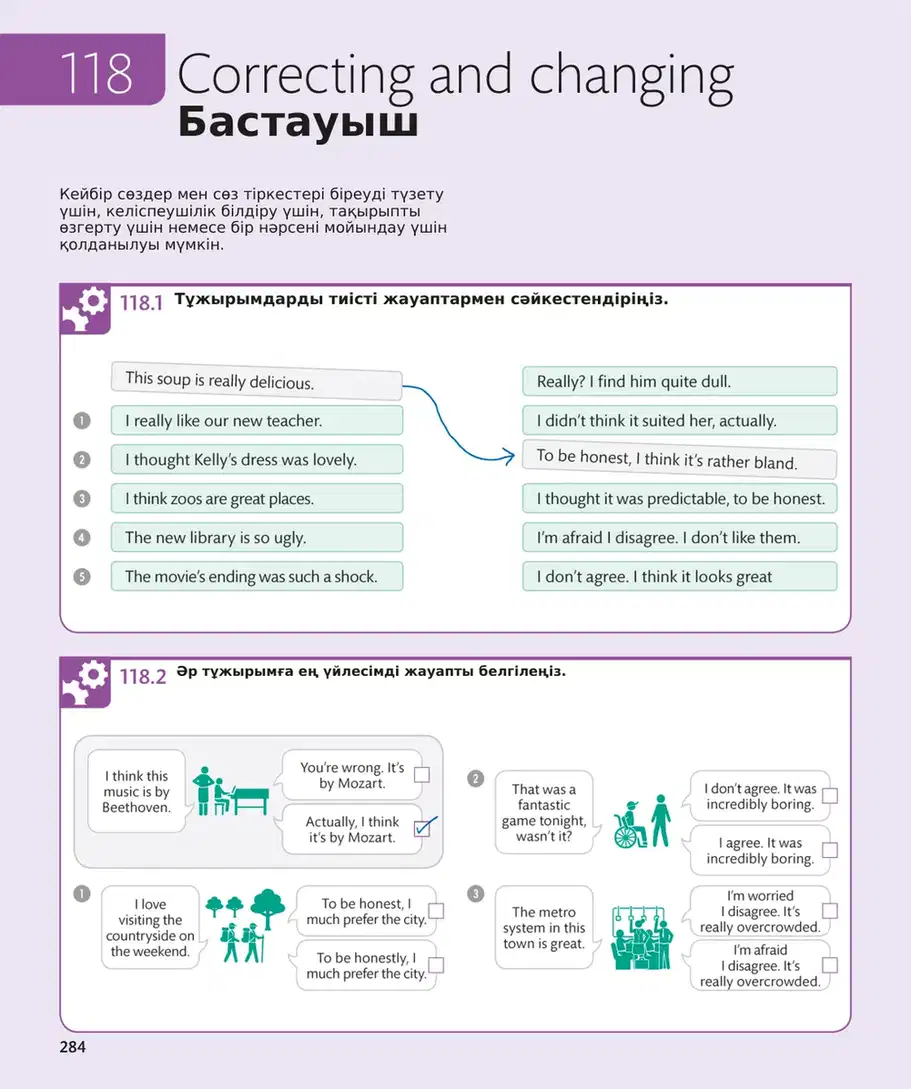 118
Correcting and changing
Бастауыш
Кейбір сөздер мен сөз тіркестері біреуді түзету
үшін, келіспеушілік білдіру үшін, тақырыпты
өзгерту үшін немесе бір нәрсені мойындау үшін
қолданылуы мүмкін.
118.1 Тұжырымдарды тиісті жауаптармен сәйкестендіріңіз.
This soup is really delicious.
1 I really like our new teacher.
2 I thought Kelly's dress was lovely.
3 I think zoos are great places.
4 The new library is so ugly.
5 The movie's ending was such a shock.
Really? I find him quite dull.
I didn't think it suited her, actually.
To be honest, I think it's rather bland.
I thought it was predictable, to be honest.
I'm afraid I disagree. I don't like them.
I don't agree. I think it looks great
118.2 Әр тұжырымға ең үйлесімді жауапты белгілеңіз.
I think this
music is by
Beethoven.
You're wrong. It's
by Mozart.
Actually, I think
it's by Mozart.
1
I love
visiting the
countryside on
the weekend.
To be honest, I
much prefer the city.
To be honestly, I
much prefer the city.
2
That was a
fantastic
game tonight,
wasn't it?
I don't agree. It was
incredibly boring.
I agree. It was
incredibly boring.
3
The metro
system in this
town is great.
I'm worried
I disagree. It's
really overcrowded.
I'm afraid
I disagree. It's
really overcrowded.
284